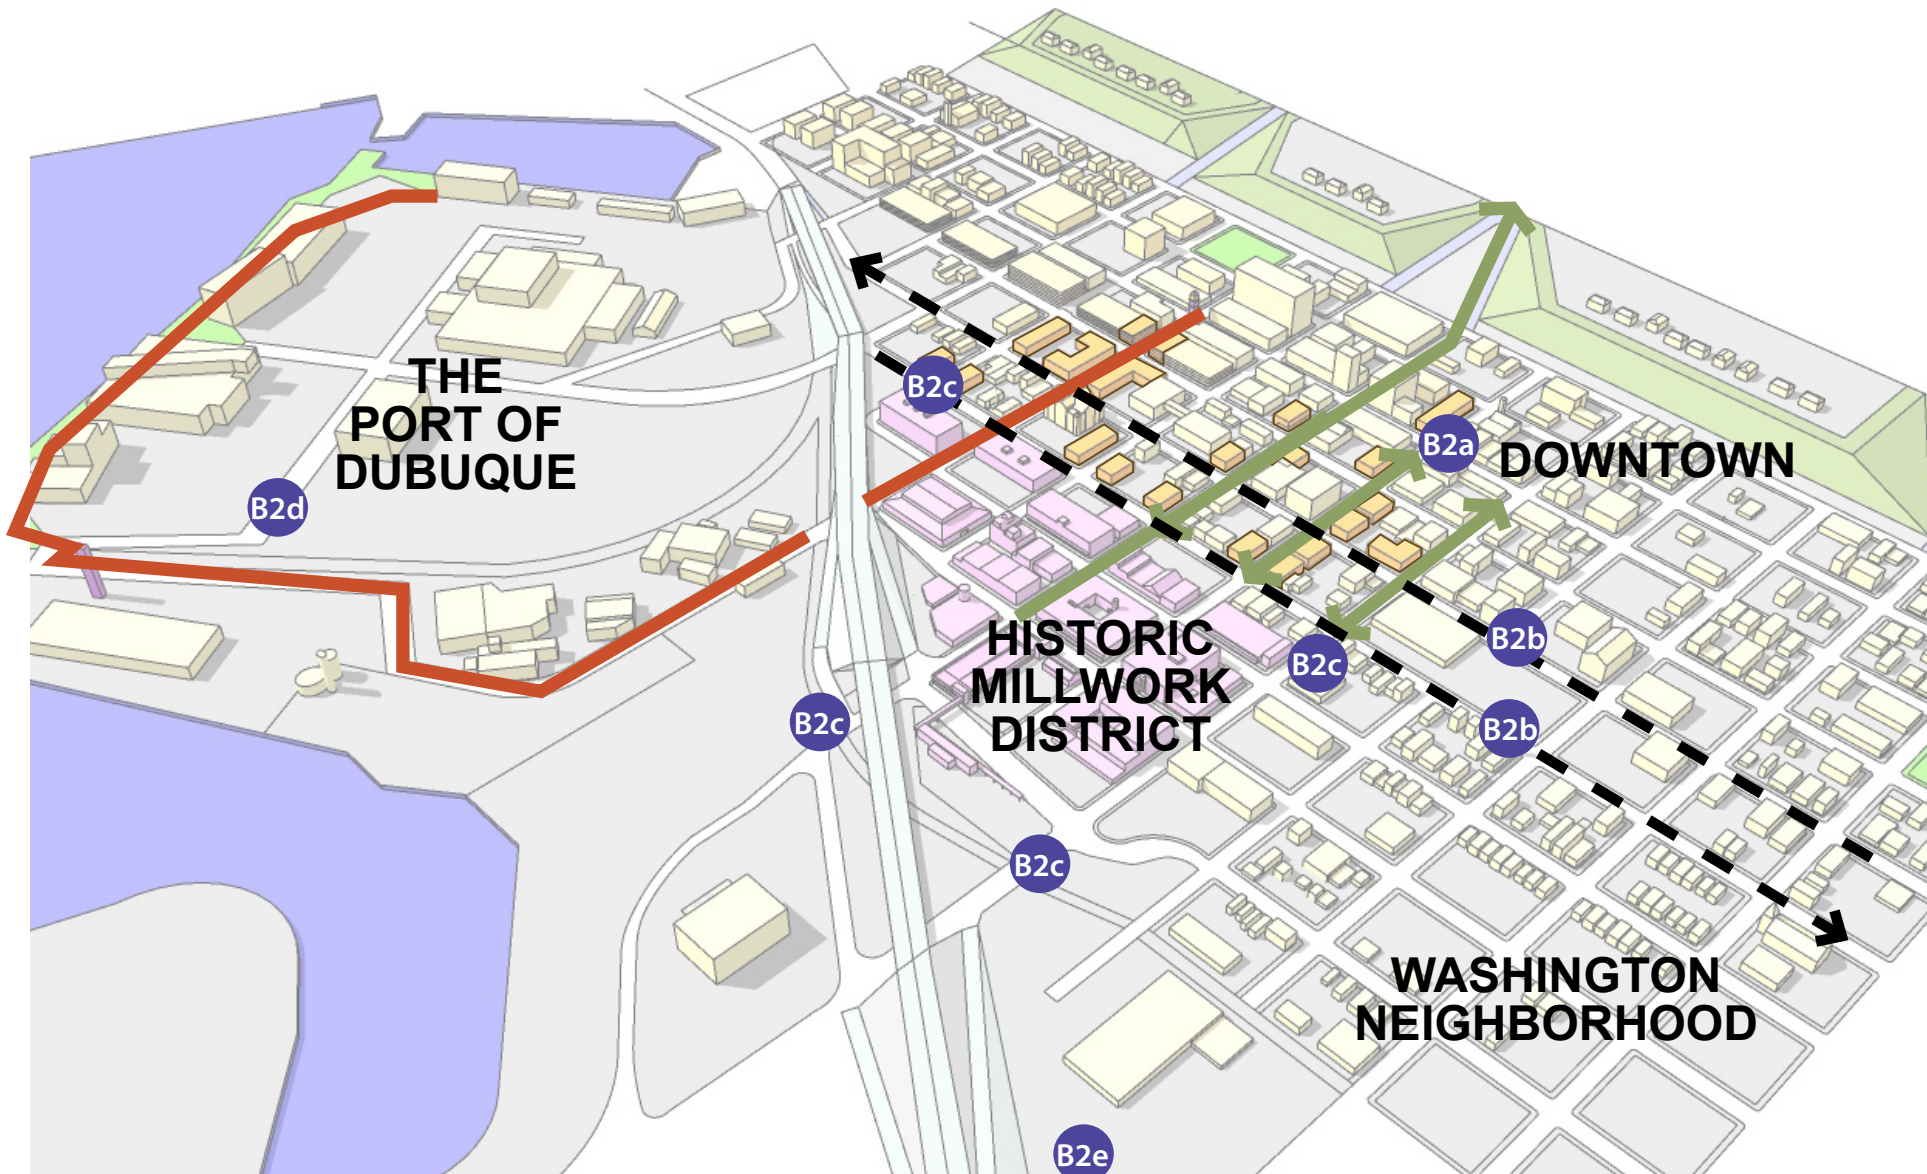 THE
PORT OF
DUBUQUE
B2d
B2c
B2a
DOWNTOWN
HISTORIC
MILLWORK
DISTRICT
B2c
B2b
B2b
B2c
B2c
WASHINGTON
NEIGHBORHOOD
B2e